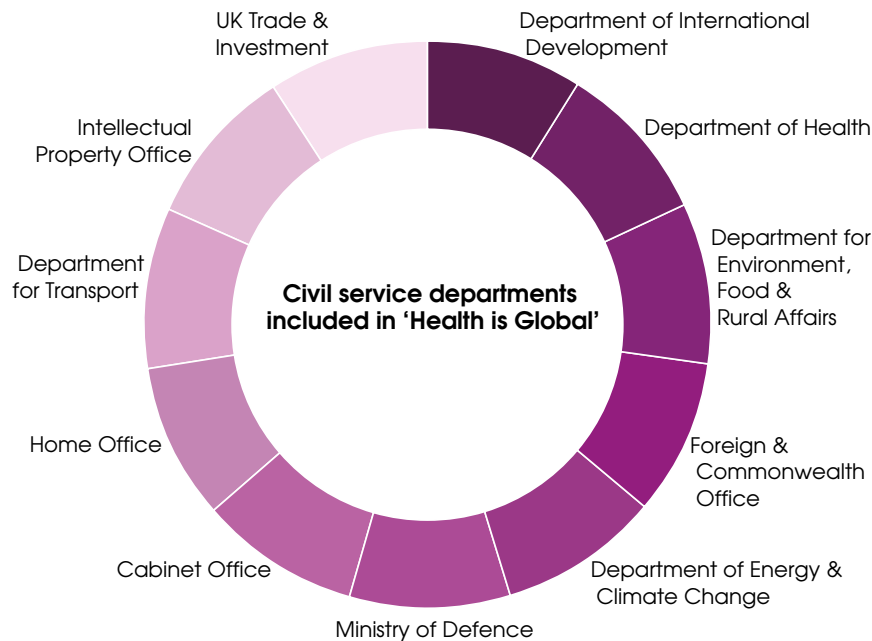 UK Trade &
Investment
Department of International
Development
Intellectual
Property Office
Department of Health
Department
for Transport
Department for
Environment,
Food &
Rural Affairs
Civil service departments
included in ‘Health is Global’
Home Office
Foreign &
Commonwealth
Office
Cabinet Office
Department of Energy &
Climate Change
Ministry of Defence